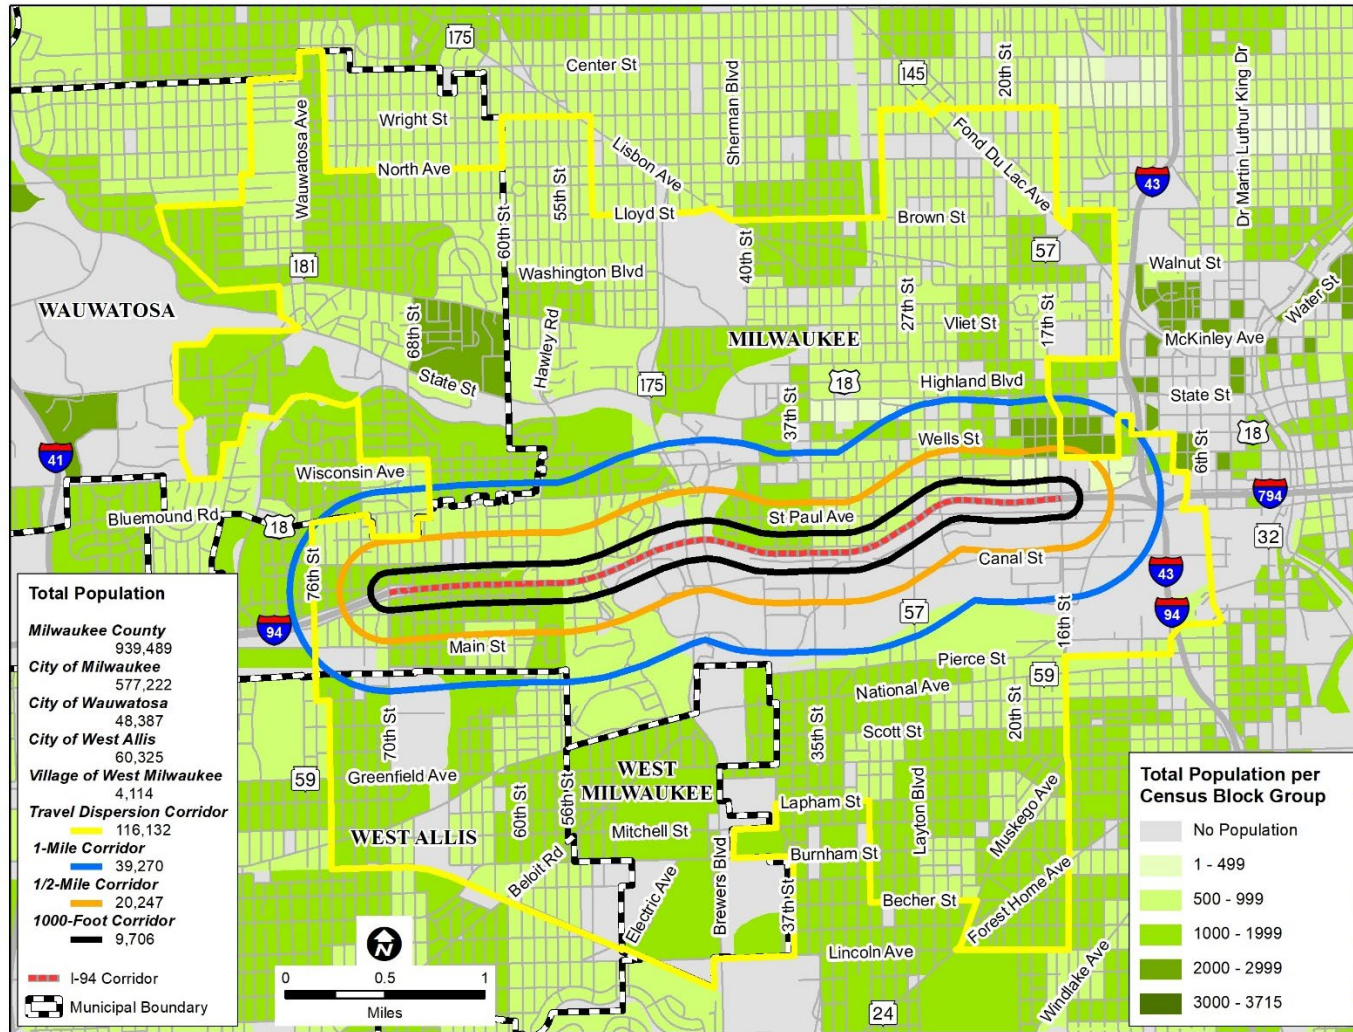 175
Center St
Sherman Blvd
145
20th St
Dr Martin Luthur King Dr
Wauwatosa Ave
Wright St
Lisbon Ave
Fond Du Lac Ave
43
North Ave
55th St
60th St
Lloyd St
Brown St
40th St
57
181
Washington Blvd
Walnut St
27th St
Water St
WAUWATOSA
68th St
Hawley Rd
MILWAUKEE
Vliet St
17th St
McKinley Ave
State St
175
37th St
18
Highland Blvd
State St
41
Wisconsin Ave
Wells St
6th St
18
Bluemound Rd
18
St Paul Ave
794
32
76th St
Canal St
43
94
57
16th St
94
Main St
Pierce St
59
National Ave
70th St
35th St
Scott St
20th St
59
Greenfield Ave
WEST
MILWAUKEE
60th St
56th St
Lapham St
Layton Blvd
Muskego Ave
Mitchell St
WEST ALLIS
Beloit Rd
Brewers Blvd
Burnham St
Electric Ave
37th St
Becher St
Forest Home Ave
Lincoln Ave
Windlake Ave
24
Total Population
Milwaukee County
939,489
City of Milwaukee
577,222
City of Wauwatosa
48,387
City of West Allis
60,325
Village of West Milwaukee
4,114
Travel Dispersion Corridor
116,132
1-Mile Corridor
39,270
1/2-Mile Corridor
20,247
1000-Foot Corridor
9,706
I-94 Corridor
Municipal Boundary
N
0 0.5 1
Miles
Total Population per
Census Block Group
No Population
1 - 499
500 - 999
1000 - 1999
2000 - 2999
3000 - 3715